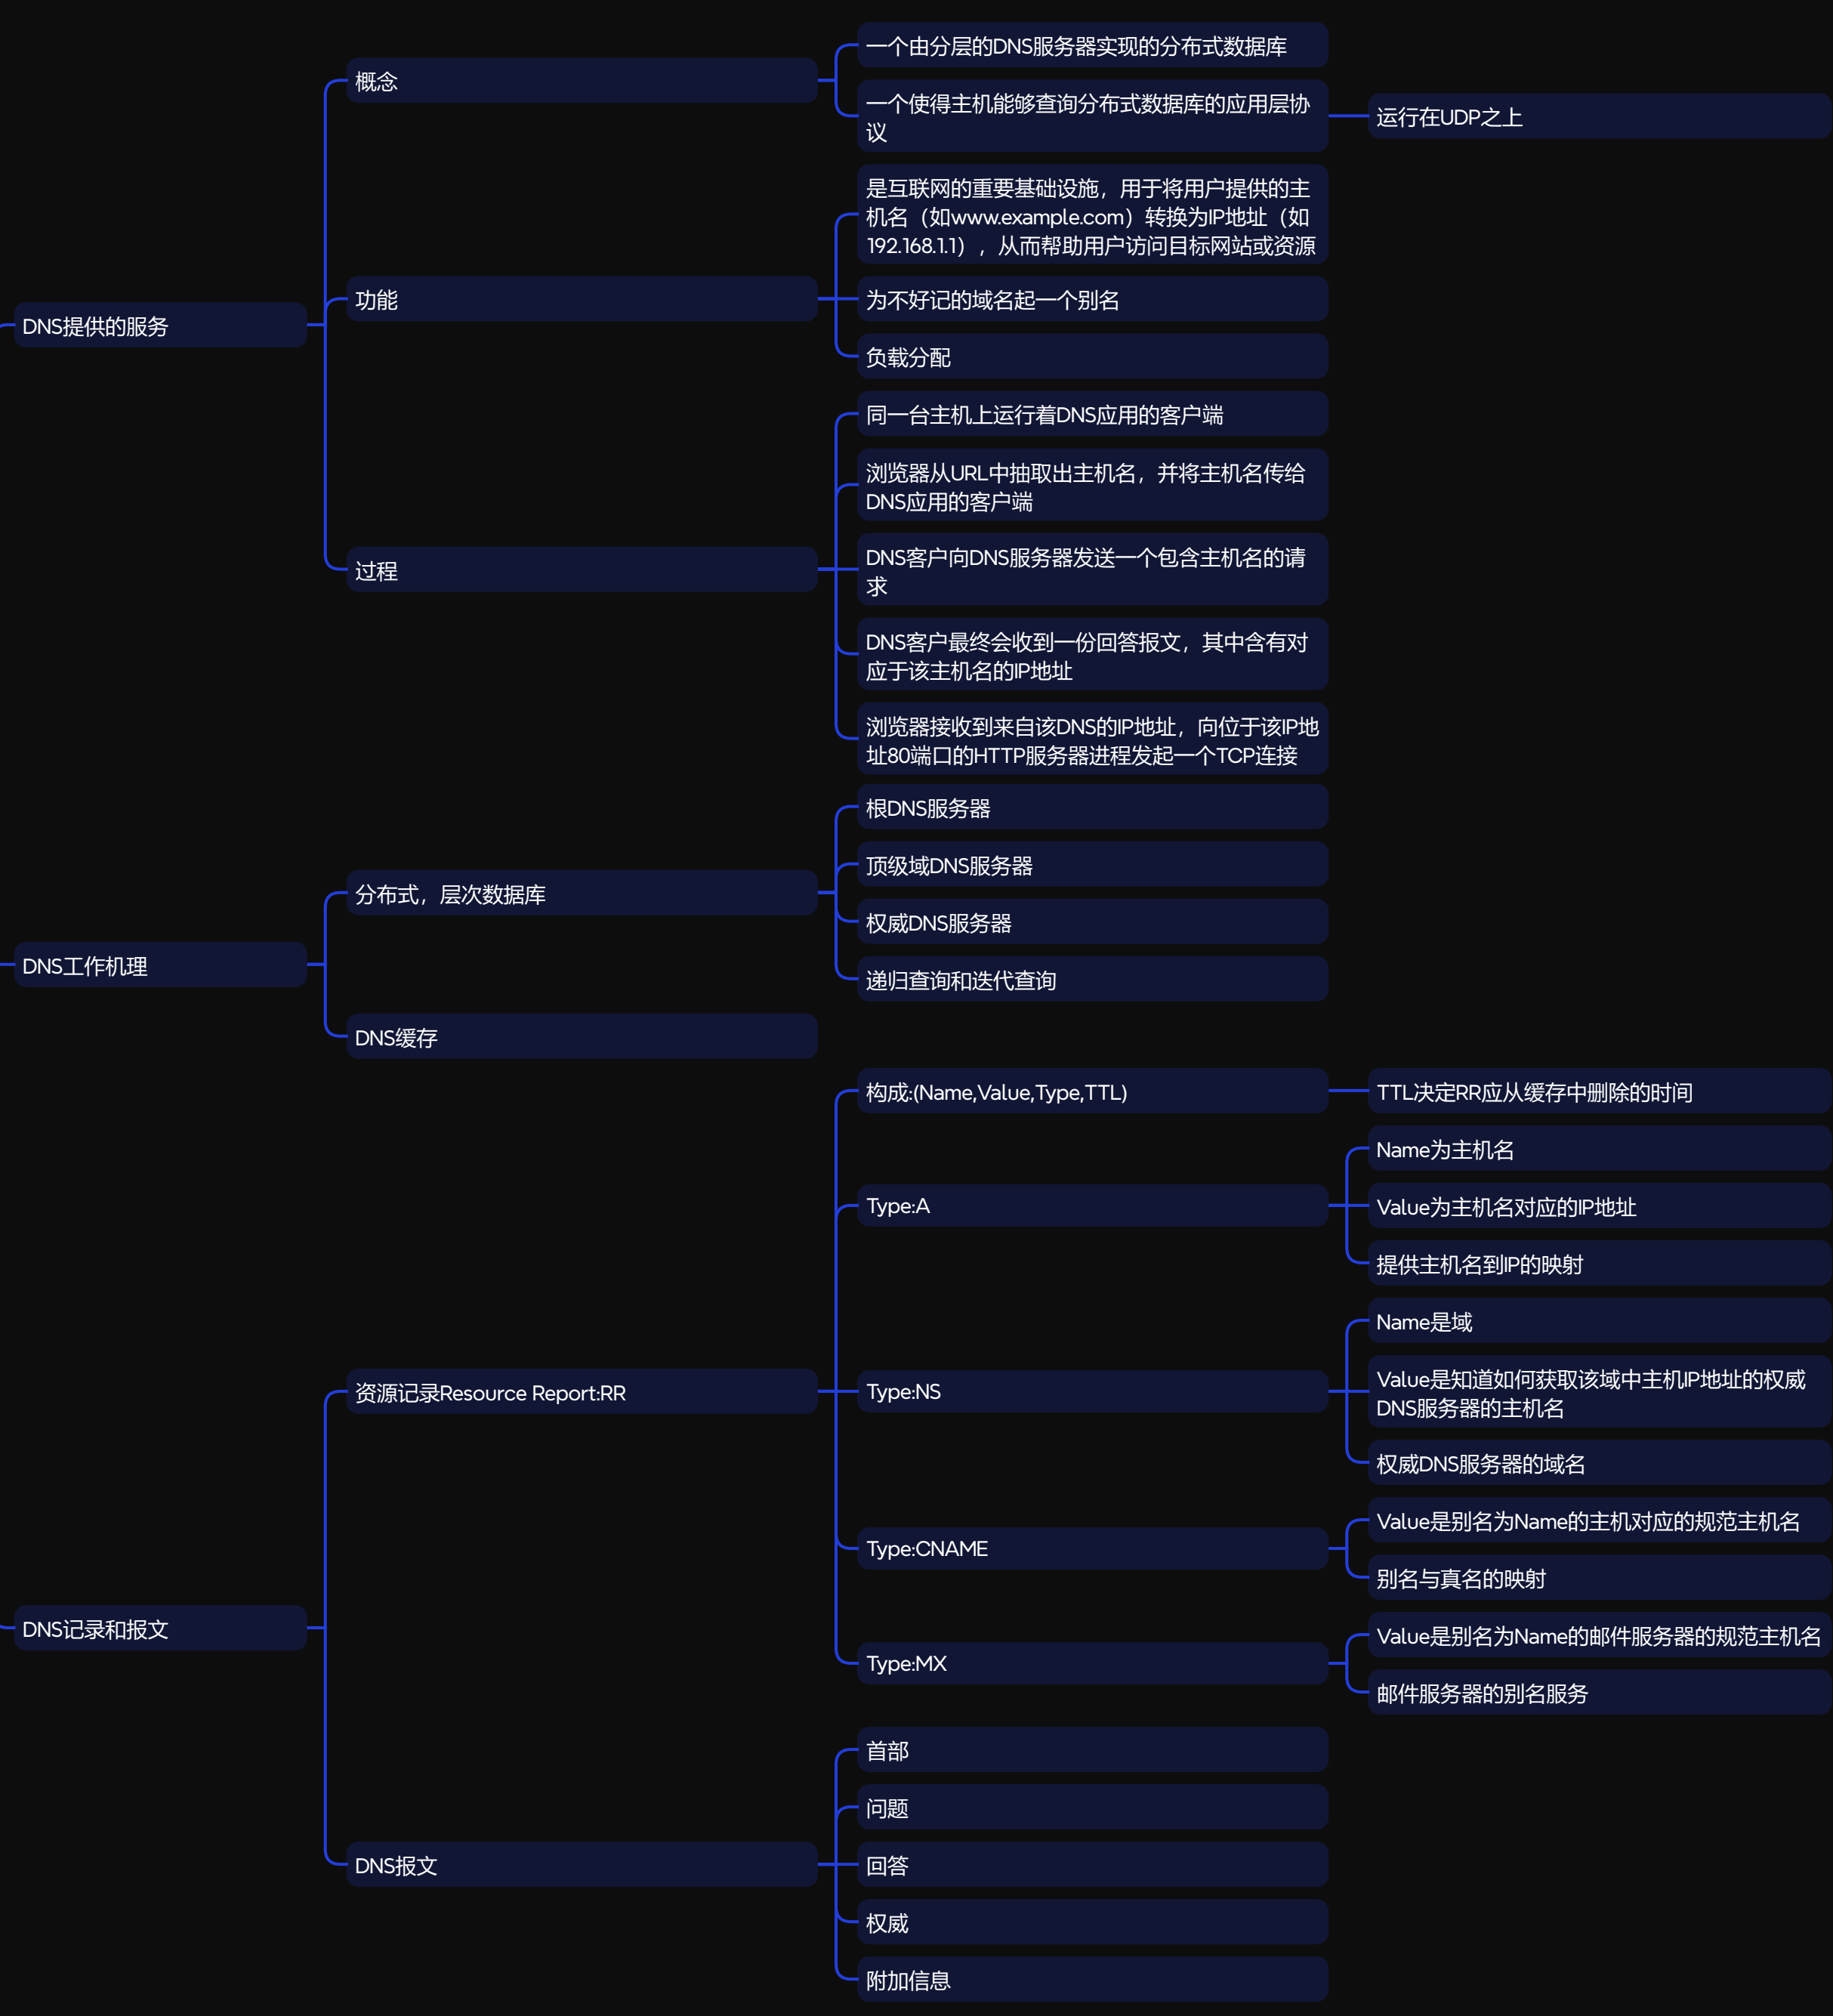 DNS提供的服务
概念
一个由分层的DNS服务器实现的分布式数据库
一个使得主机能够查询分布式数据库的应用层协
议
运行在UDP之上
功能
是互联网的重要基础设施，用于将用户提供的主
机名（如www.example.com）转换为IP地址（如
192.168.1.1），从而帮助用户访问目标网站或资源
为不好记的域名起一个别名
负载分配
过程
同一台主机上运行着DNS应用的客户端
浏览器从URL中抽取出主机名，并将主机名传给
DNS应用的客户端
DNS客户向DNS服务器发送一个包含主机名的请
求
DNS客户最终会收到一份回答报文，其中含有对
应于该主机名的IP地址
浏览器接收到来自该DNS的IP地址，向位于该IP地
址80端口的HTTP服务器进程发起一个TCP连接
DNS工作机理
分布式，层次数据库
根DNS服务器
顶级域DNS服务器
权威DNS服务器
递归查询和迭代查询
DNS缓存
DNS记录和报文
资源记录Resource Report:RR
构成:(Name,Value,Type,TTL)
TTL决定RR应从缓存中删除的时间
Type:A
Name为主机名
Value为主机名对应的IP地址
提供主机名到IP的映射
Type:NS
Name是域
Value是知道如何获取该域中主机IP地址的权威
DNS服务器的主机名
权威DNS服务器的域名
Type:CNAME
Value是别名为Name的主机对应的规范主机名
别名与真名的映射
Type:MX
Value是别名为Name的邮件服务器的规范主机名
邮件服务器的别名服务
DNS报文
首部
问题
回答
权威
附加信息